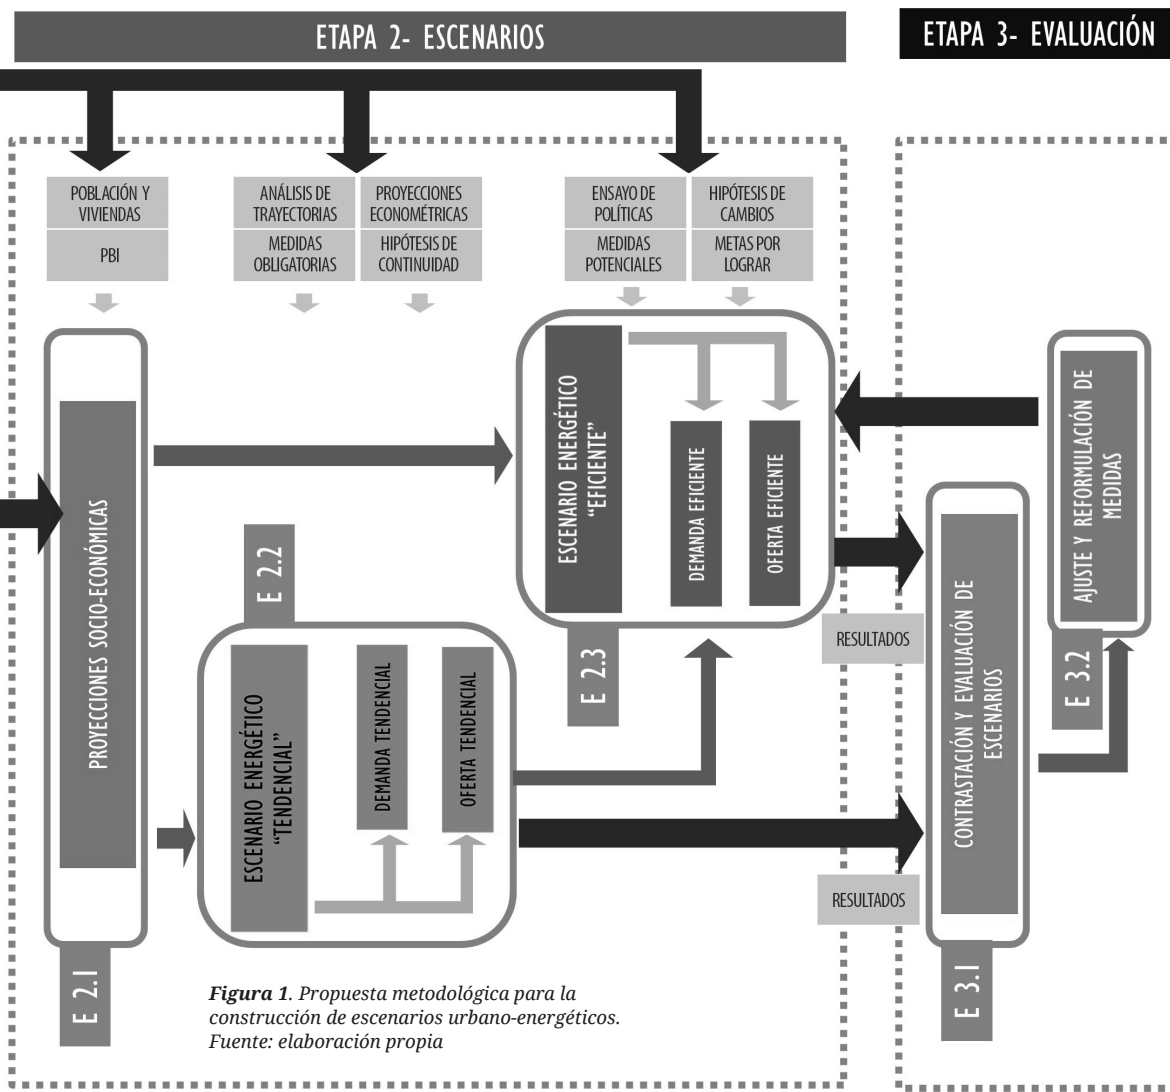 ETAPA 2- ESCENARIOS
ETAPA 3- EVALUACIÓN
POBLACIÓN Y
VIVIENDAS
PBI
ANÁLISIS DE
TRAYECTORIAS
PROYECCIONES
ECONOMÉTRICAS
MEDIDAS
OBLIGATORIAS
HIPÓTESIS DE
CONTINUIDAD
ENSAYO DE
POLÍTICAS
HIPÓTESIS DE
CAMBIOS
MEDIDAS
POTENCIALES
METAS POR
LOGRAR
PROYECCIONES SOCIO-ECONÓMICAS
E 2.1
E 2.2
ESCENARIO ENERGÉTICO
"TENDENCIAL"
DEMANDA TENDENCIAL
OFERTA TENDENCIAL
ESCENARIO ENERGÉTICO
"EFICIENTE"
DEMANDA EFICIENTE
OFERTA EFICIENTE
E 2.3
RESULTADOS
RESULTADOS
CONTRASTACIÓN Y EVALUACIÓN DE
ESCENARIOS
E 3.1
AJUSTE Y REFORMULACIÓN DE
MEDIDAS
E 3.2
Figura 1. Propuesta metodológica para la
construcción de escenarios urbano-energéticos.
Fuente: elaboración propia